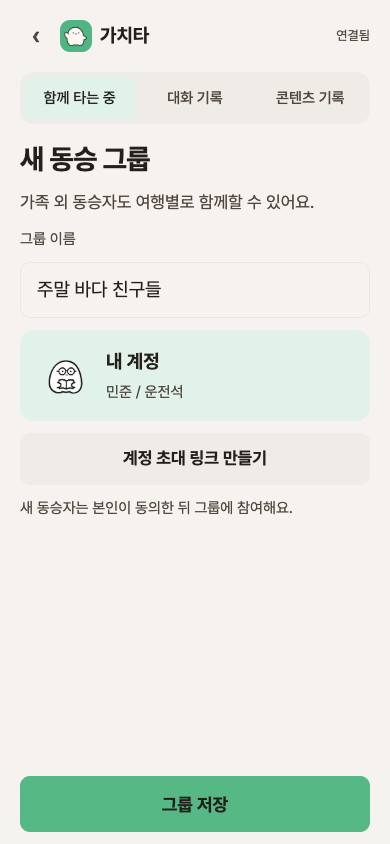 가치타
연결됨
함께 타는 중
대화 기록
콘텐츠 기록
새 동승 그룹
가족 외 동승자도 여행별로 함께할 수 있어요.
그룹 이름
주말 바다 친구들
내 계정
민준 / 운전석
계정 초대 링크 만들기
새 동승자는 본인이 동의한 뒤 그룹에 참여해요.
그룹 저장